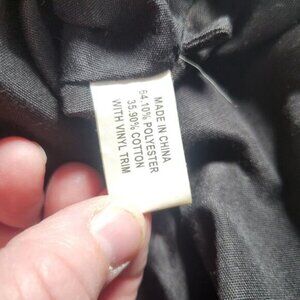 MADE IN CHINA
64.10% POLYESTER
35.90% COTTON
WITH VINYL TRIM